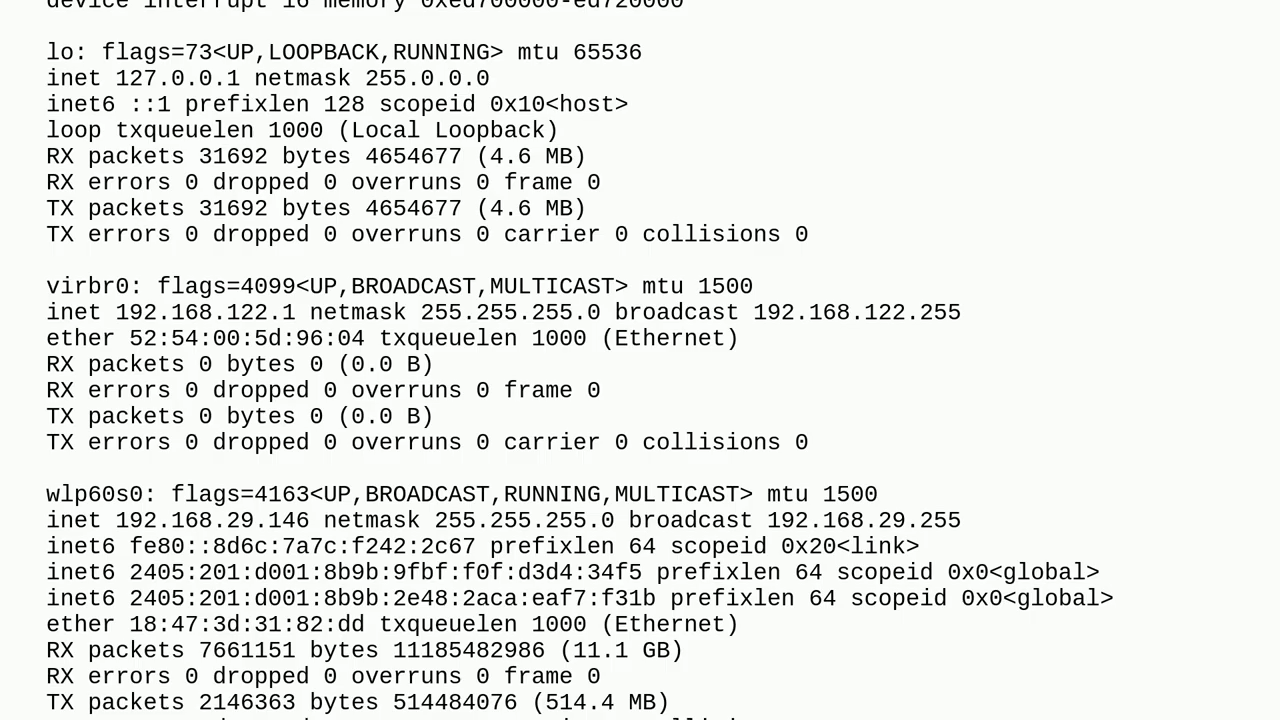 device interrupt 16 memory 0xed700000-ed720000
lo: flags=73<UP,LOOPBACK,RUNNING> mtu 65536
inet 127.0.0.1 netmask 255.0.0.0
inet6 ::1 prefixlen 128 scopeid 0x10<host>
loop txqueuelen 1000 (Local Loopback)
RX packets 31692 bytes 4654677 (4.6 MB)
RX errors 0 dropped 0 overruns 0 frame 0
TX packets 31692 bytes 4654677 (4.6 MB)
TX errors 0 dropped 0 overruns 0 carrier 0 collisions 0
virbr0: flags=4099<UP,BROADCAST,MULTICAST> mtu 1500
inet 192.168.122.1 netmask 255.255.255.0 broadcast 192.168.122.255
ether 52:54:00:5d:96:04 txqueuelen 1000 (Ethernet)
RX packets 0 bytes 0 (0.0 B)
RX errors 0 dropped 0 overruns 0 frame 0
TX packets 0 bytes 0 (0.0 B)
TX errors 0 dropped 0 overruns 0 carrier 0 collisions 0
wlp60s0: flags=4163<UP,BROADCAST,RUNNING,MULTICAST> mtu 1500
inet 192.168.29.146 netmask 255.255.255.0 broadcast 192.168.29.255
inet6 fe80::8d6c:7a7c:f242:2c67 prefixlen 64 scopeid 0x20<link>
inet6 2405:201:d001:8b9b:9fbf:f0f:d3d4:34f5 prefixlen 64 scopeid 0x0<global>
inet6 2405:201:d001:8b9b:2e48:2aca:eaf7:f31b prefixlen 64 scopeid 0x0<global>
ether 18:47:3d:31:82:dd txqueuelen 1000 (Ethernet)
RX packets 7661151 bytes 11185482986 (11.1 GB)
RX errors 0 dropped 0 overruns 0 frame 0
TX packets 2146363 bytes 514484076 (514.4 MB)